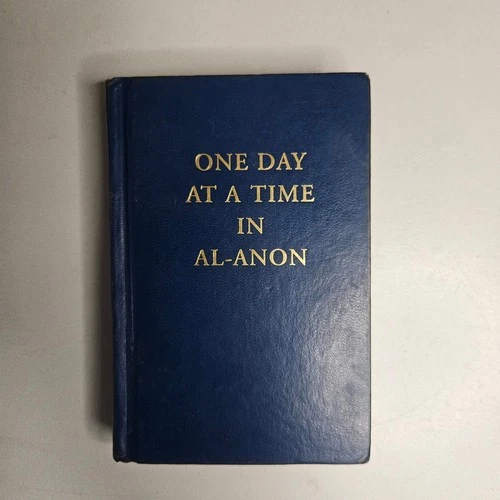 ONE DAY
AT A TIME
IN
AL-ANON